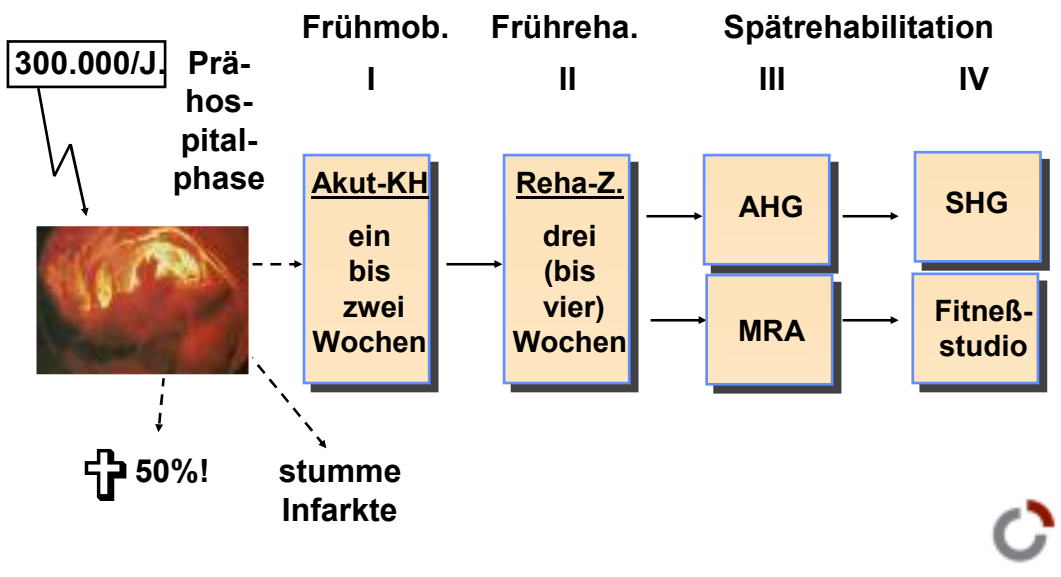 Frühmob.
Frühreha.
Spätrehabilitation
300.000/J.
Prä-
hos-
pital-
phase
I
II
III
IV
Akut-KH
ein
bis
zwei
Wochen
Reha-Z.
drei
(bis
vier)
Wochen
AHG
SHG
MRA
Fitneß-
studio
50%!
stumme
Infarkte